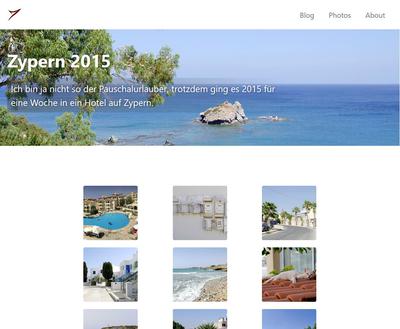 Blog Photos About
Zypern 2015
Ich bin ja nicht so der Pauschalurlauber, trotzdem ging es 2015 für
eine Woche in ein Hotel auf Zypern.